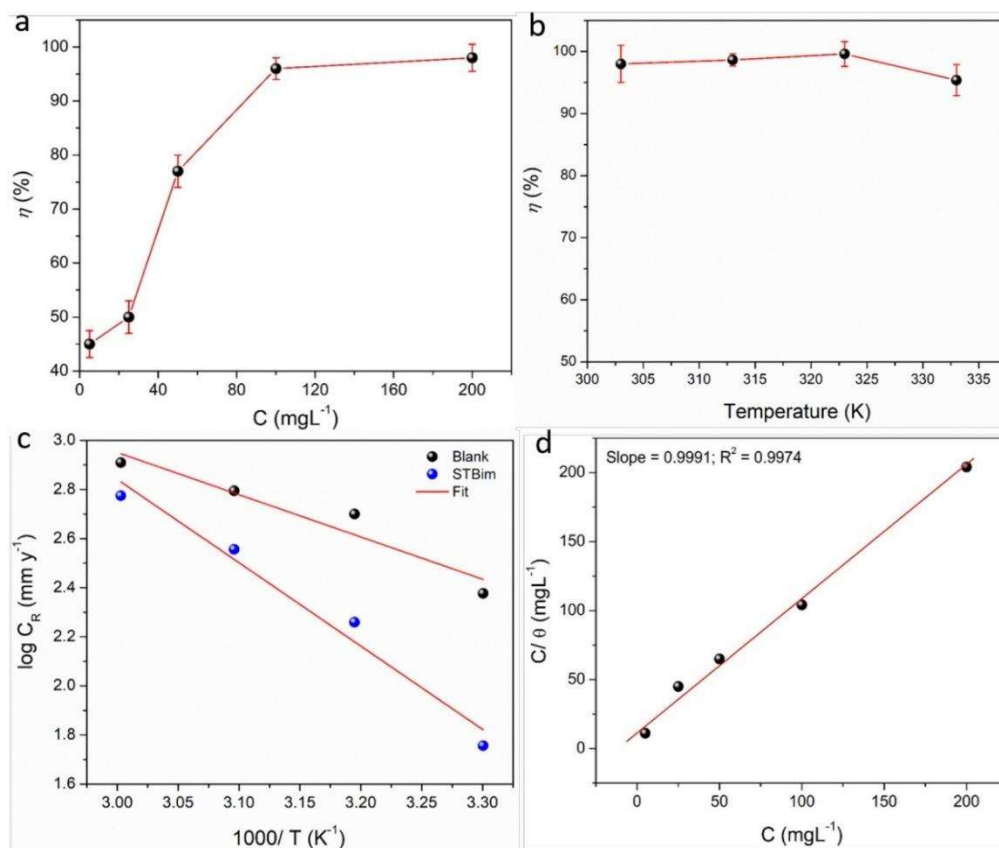 a
100
90
80
70
60
50
40
η (%)
0 40 80 120 160 200
C (mgL⁻¹)
b
100
90
80
70
60
50
η (%)
300 305 310 315 320 325 330 335
Temperature (K)
c
3.0
2.8
2.6
2.4
2.2
2.0
1.8
1.6
log C_R (mm y⁻¹)
Blank
STBim
Fit
3.00 3.05 3.10 3.15 3.20 3.25 3.30
1000/ T (K⁻¹)
d
Slope = 0.9991; R² = 0.9974
200
150
100
50
0
C/ θ (mgL⁻¹)
0 50 100 150 200
C (mgL⁻¹)